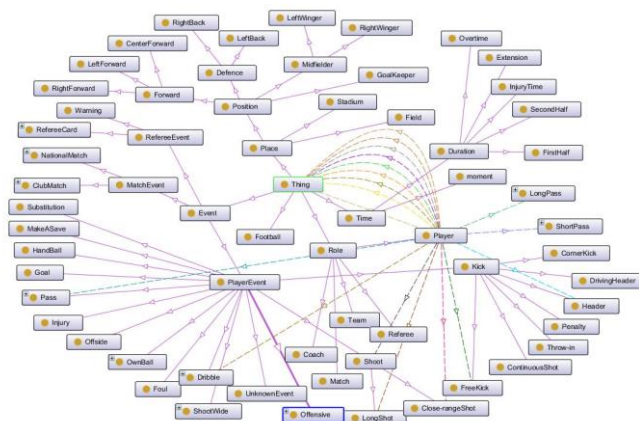 RightBack
LeftWinger
RightWinger
CenterForward
LeftBack
Overtime
LeftForward
Defence
Midfielder
Extension
RightForward
Forward
GoalKeeper
InjuryTime
Warning
Position
Stadium
SecondHalf
RefereeCard
RefereeEvent
Field
NationalMatch
Place
Duration
FirstHalf
ClubMatch
MatchEvent
Thing
moment
LongPass
Substitution
Event
Time
MakeASave
Football
Role
Player
ShortPass
HandBall
CornerKick
Goal
PlayerEvent
Kick
DrivingHeader
Pass
Header
Injury
Team
Referee
Penalty
Offside
Throw-in
OwnBall
Coach
Shoot
ContinuousShot
Foul
Dribble
Match
FreeKick
ShootWide
UnknownEvent
Offensive
LongShot
Close-rangeShot